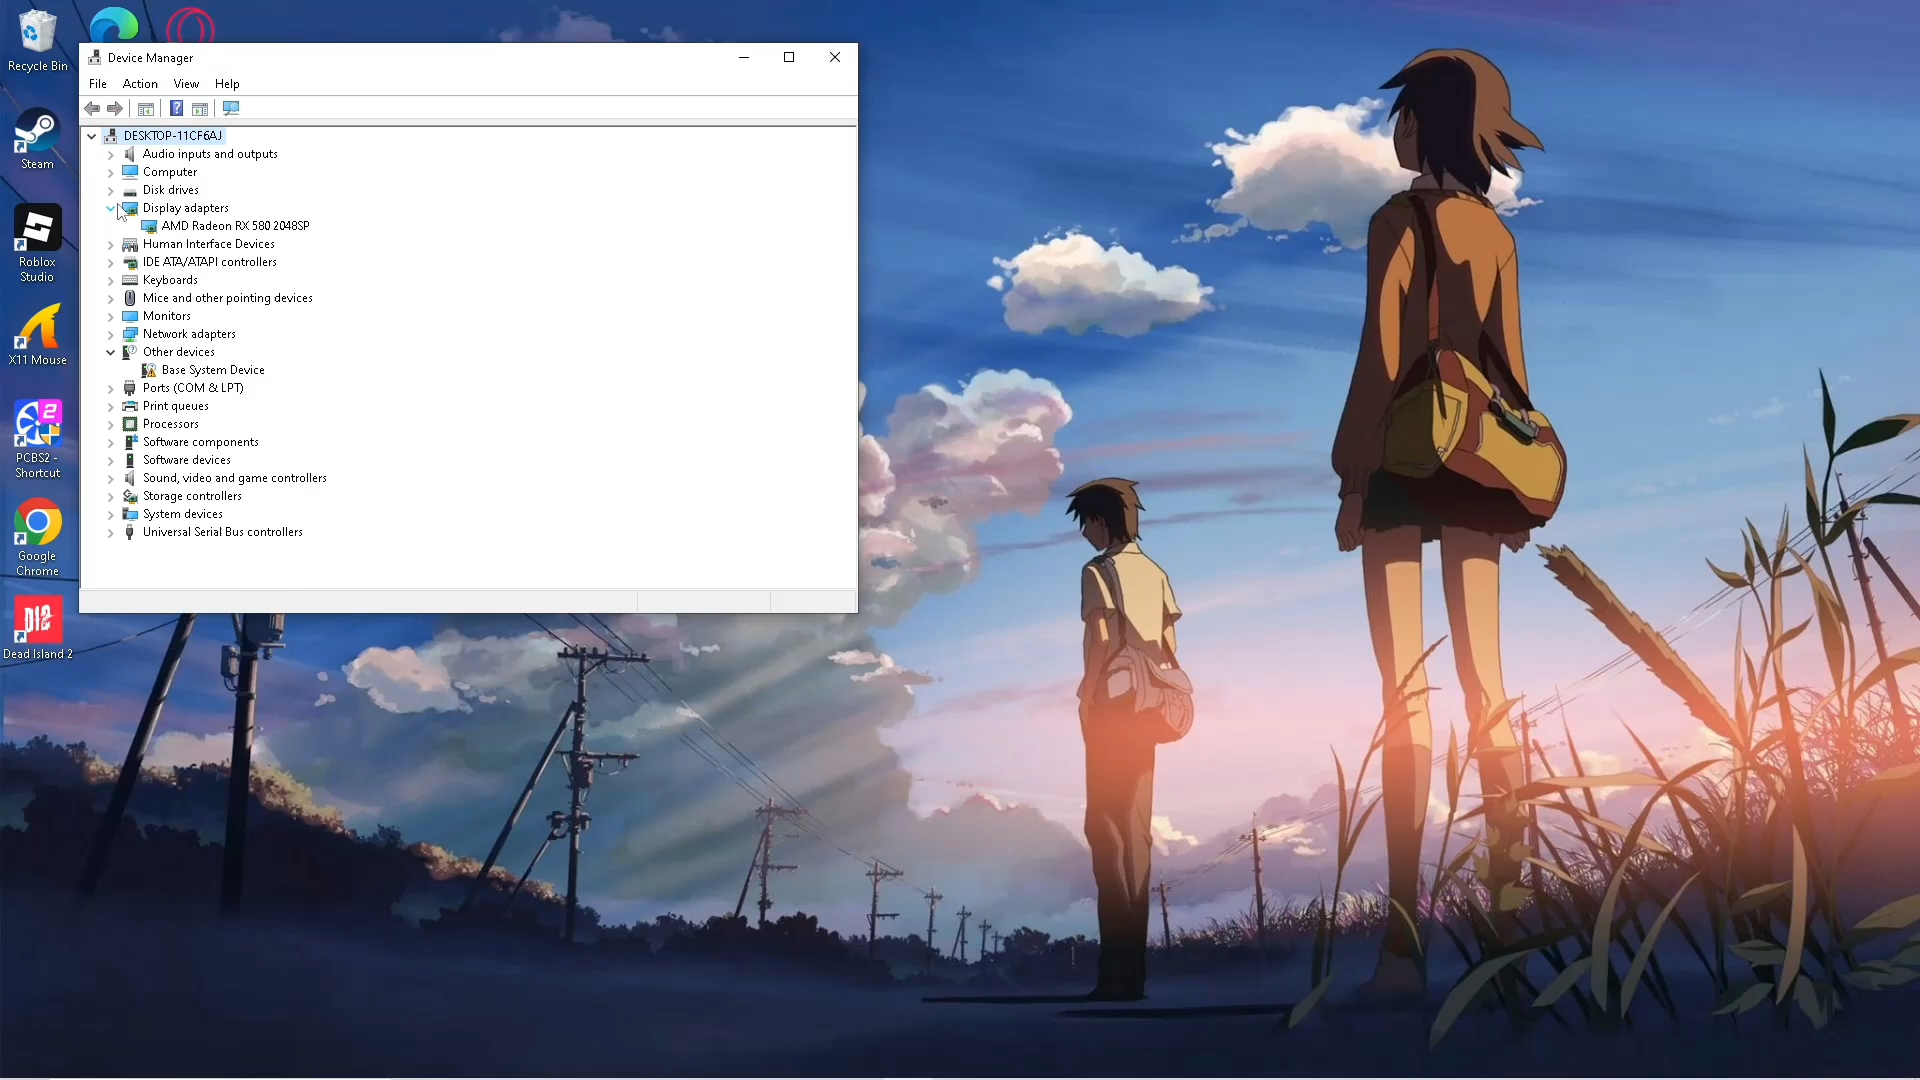 Recycle Bin
Steam
Roblox
Studio
X11 Mouse
2
PCBS2 -
Shortcut
Google
Chrome
DI2
Dead Island 2
Device Manager
File Action View Help
?
DESKTOP-11CF6AJ
Audio inputs and outputs
Computer
Disk drives
Display adapters
AMD Radeon RX 580 2048SP
Human Interface Devices
IDE ATA/ATAPI controllers
Keyboards
Mice and other pointing devices
Monitors
Network adapters
Other devices
Base System Device
Ports (COM & LPT)
Print queues
Processors
Software components
Software devices
Sound, video and game controllers
Storage controllers
System devices
Universal Serial Bus controllers